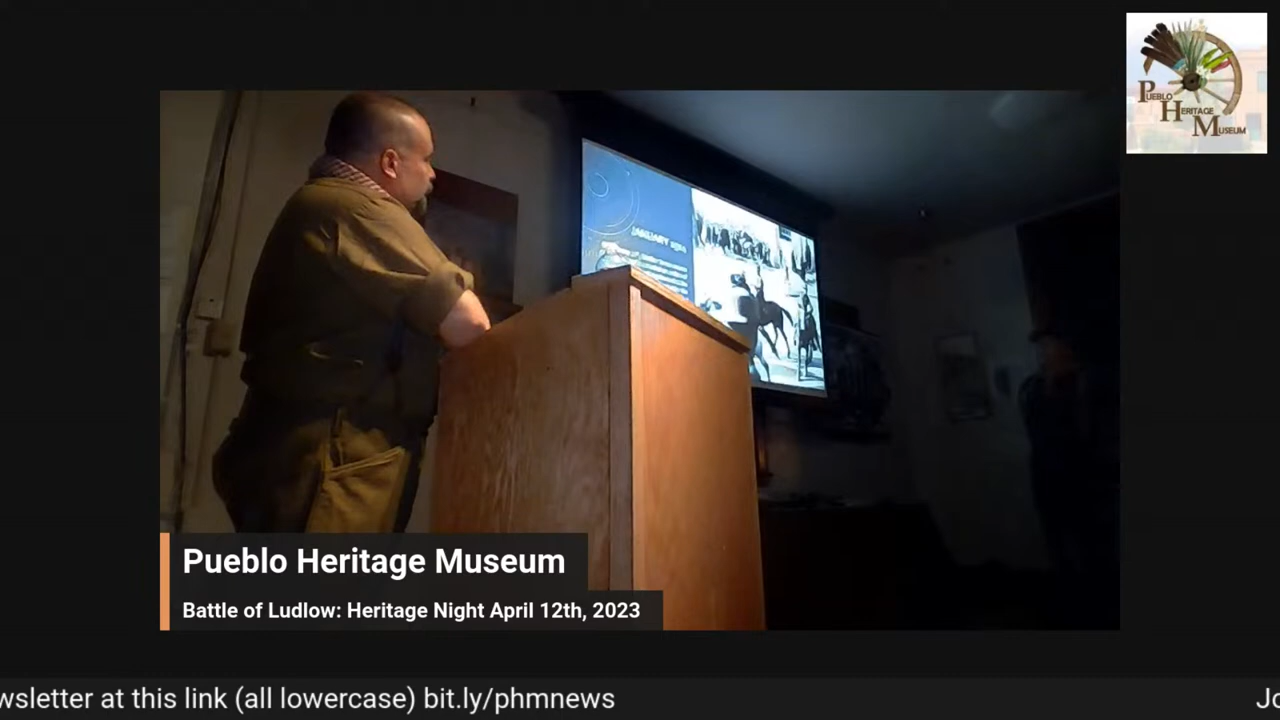 PUEBLO
HERITAGE
MUSEUM
JANUARY 1914
Pueblo Heritage Museum
Battle of Ludlow: Heritage Night April 12th, 2023
wsletter at this link (all lowercase) bit.ly/phmnews
Jo